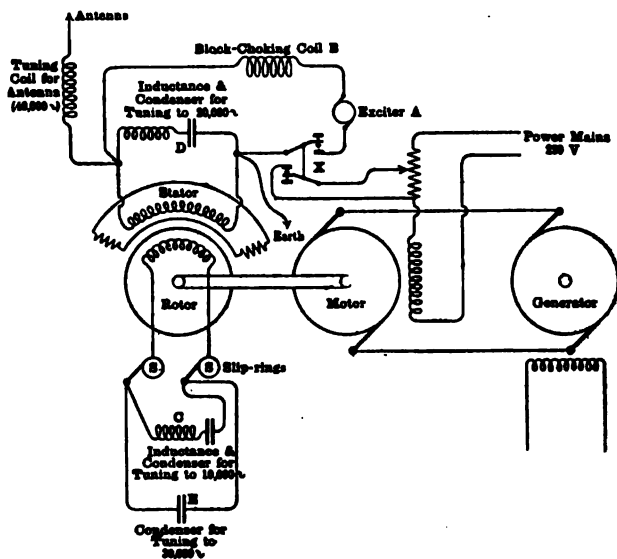 Antenna
Block-Choking Coil B
Tuning
Coil for
Antenna
(40,000 ~)
Inductance &
Condenser for
Tuning to 20,000 ~
D
Exciter A
X
Power Mains
V
Stator
Earth
Rotor
Motor
Generator
S
S
Slip-rings
C
Inductance &
Condenser for
Tuning to 10,000 ~
E
Condenser for
Tuning to
30,000 ~